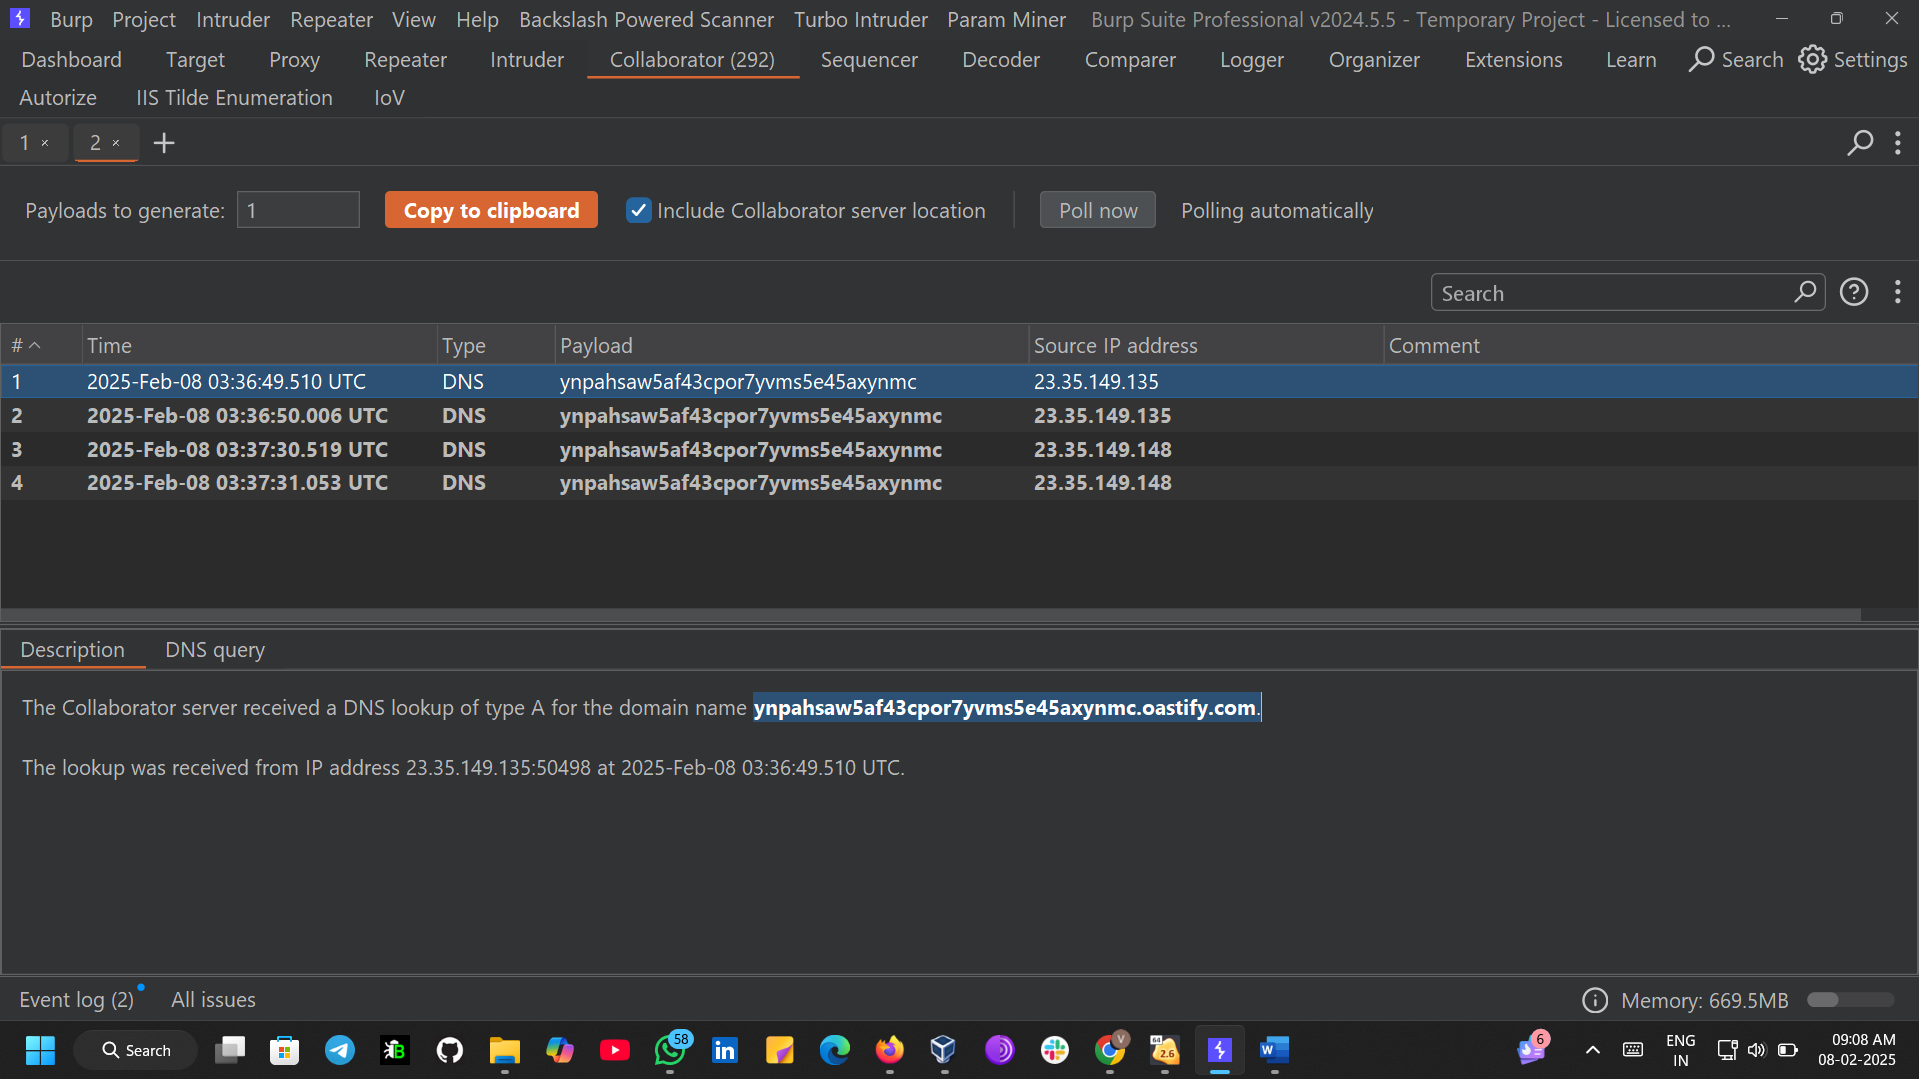 Burp Project Intruder Repeater View Help Backslash Powered Scanner Turbo Intruder Param Miner Burp Suite Professional v2024.5.5 - Temporary Project - Licensed to ...
Dashboard Target Proxy Repeater Intruder Collaborator (292) Sequencer Decoder Comparer Logger Organizer Extensions Learn Search Settings
Autorize IIS Tilde Enumeration IoV
1 × 2 × +
Payloads to generate: 1 Copy to clipboard Include Collaborator server location Poll now Polling automatically
Search
# Time Type Payload Source IP address Comment
1 2025-Feb-08 03:36:49.510 UTC DNS ynpahsaw5af43cpor7yvms5e45axynmc 23.35.149.135
2 2025-Feb-08 03:36:50.006 UTC DNS ynpahsaw5af43cpor7yvms5e45axynmc 23.35.149.135
3 2025-Feb-08 03:37:30.519 UTC DNS ynpahsaw5af43cpor7yvms5e45axynmc 23.35.149.148
4 2025-Feb-08 03:37:31.053 UTC DNS ynpahsaw5af43cpor7yvms5e45axynmc 23.35.149.148
Description DNS query
The Collaborator server received a DNS lookup of type A for the domain name ynpahsaw5af43cpor7yvms5e45axynmc.oastify.com.
The lookup was received from IP address 23.35.149.135:50498 at 2025-Feb-08 03:36:49.510 UTC.
Event log (2) All issues Memory: 669.5MB
Search 58 V 64 2.6 6 ENG 09:08 AM
IN 08-02-2025